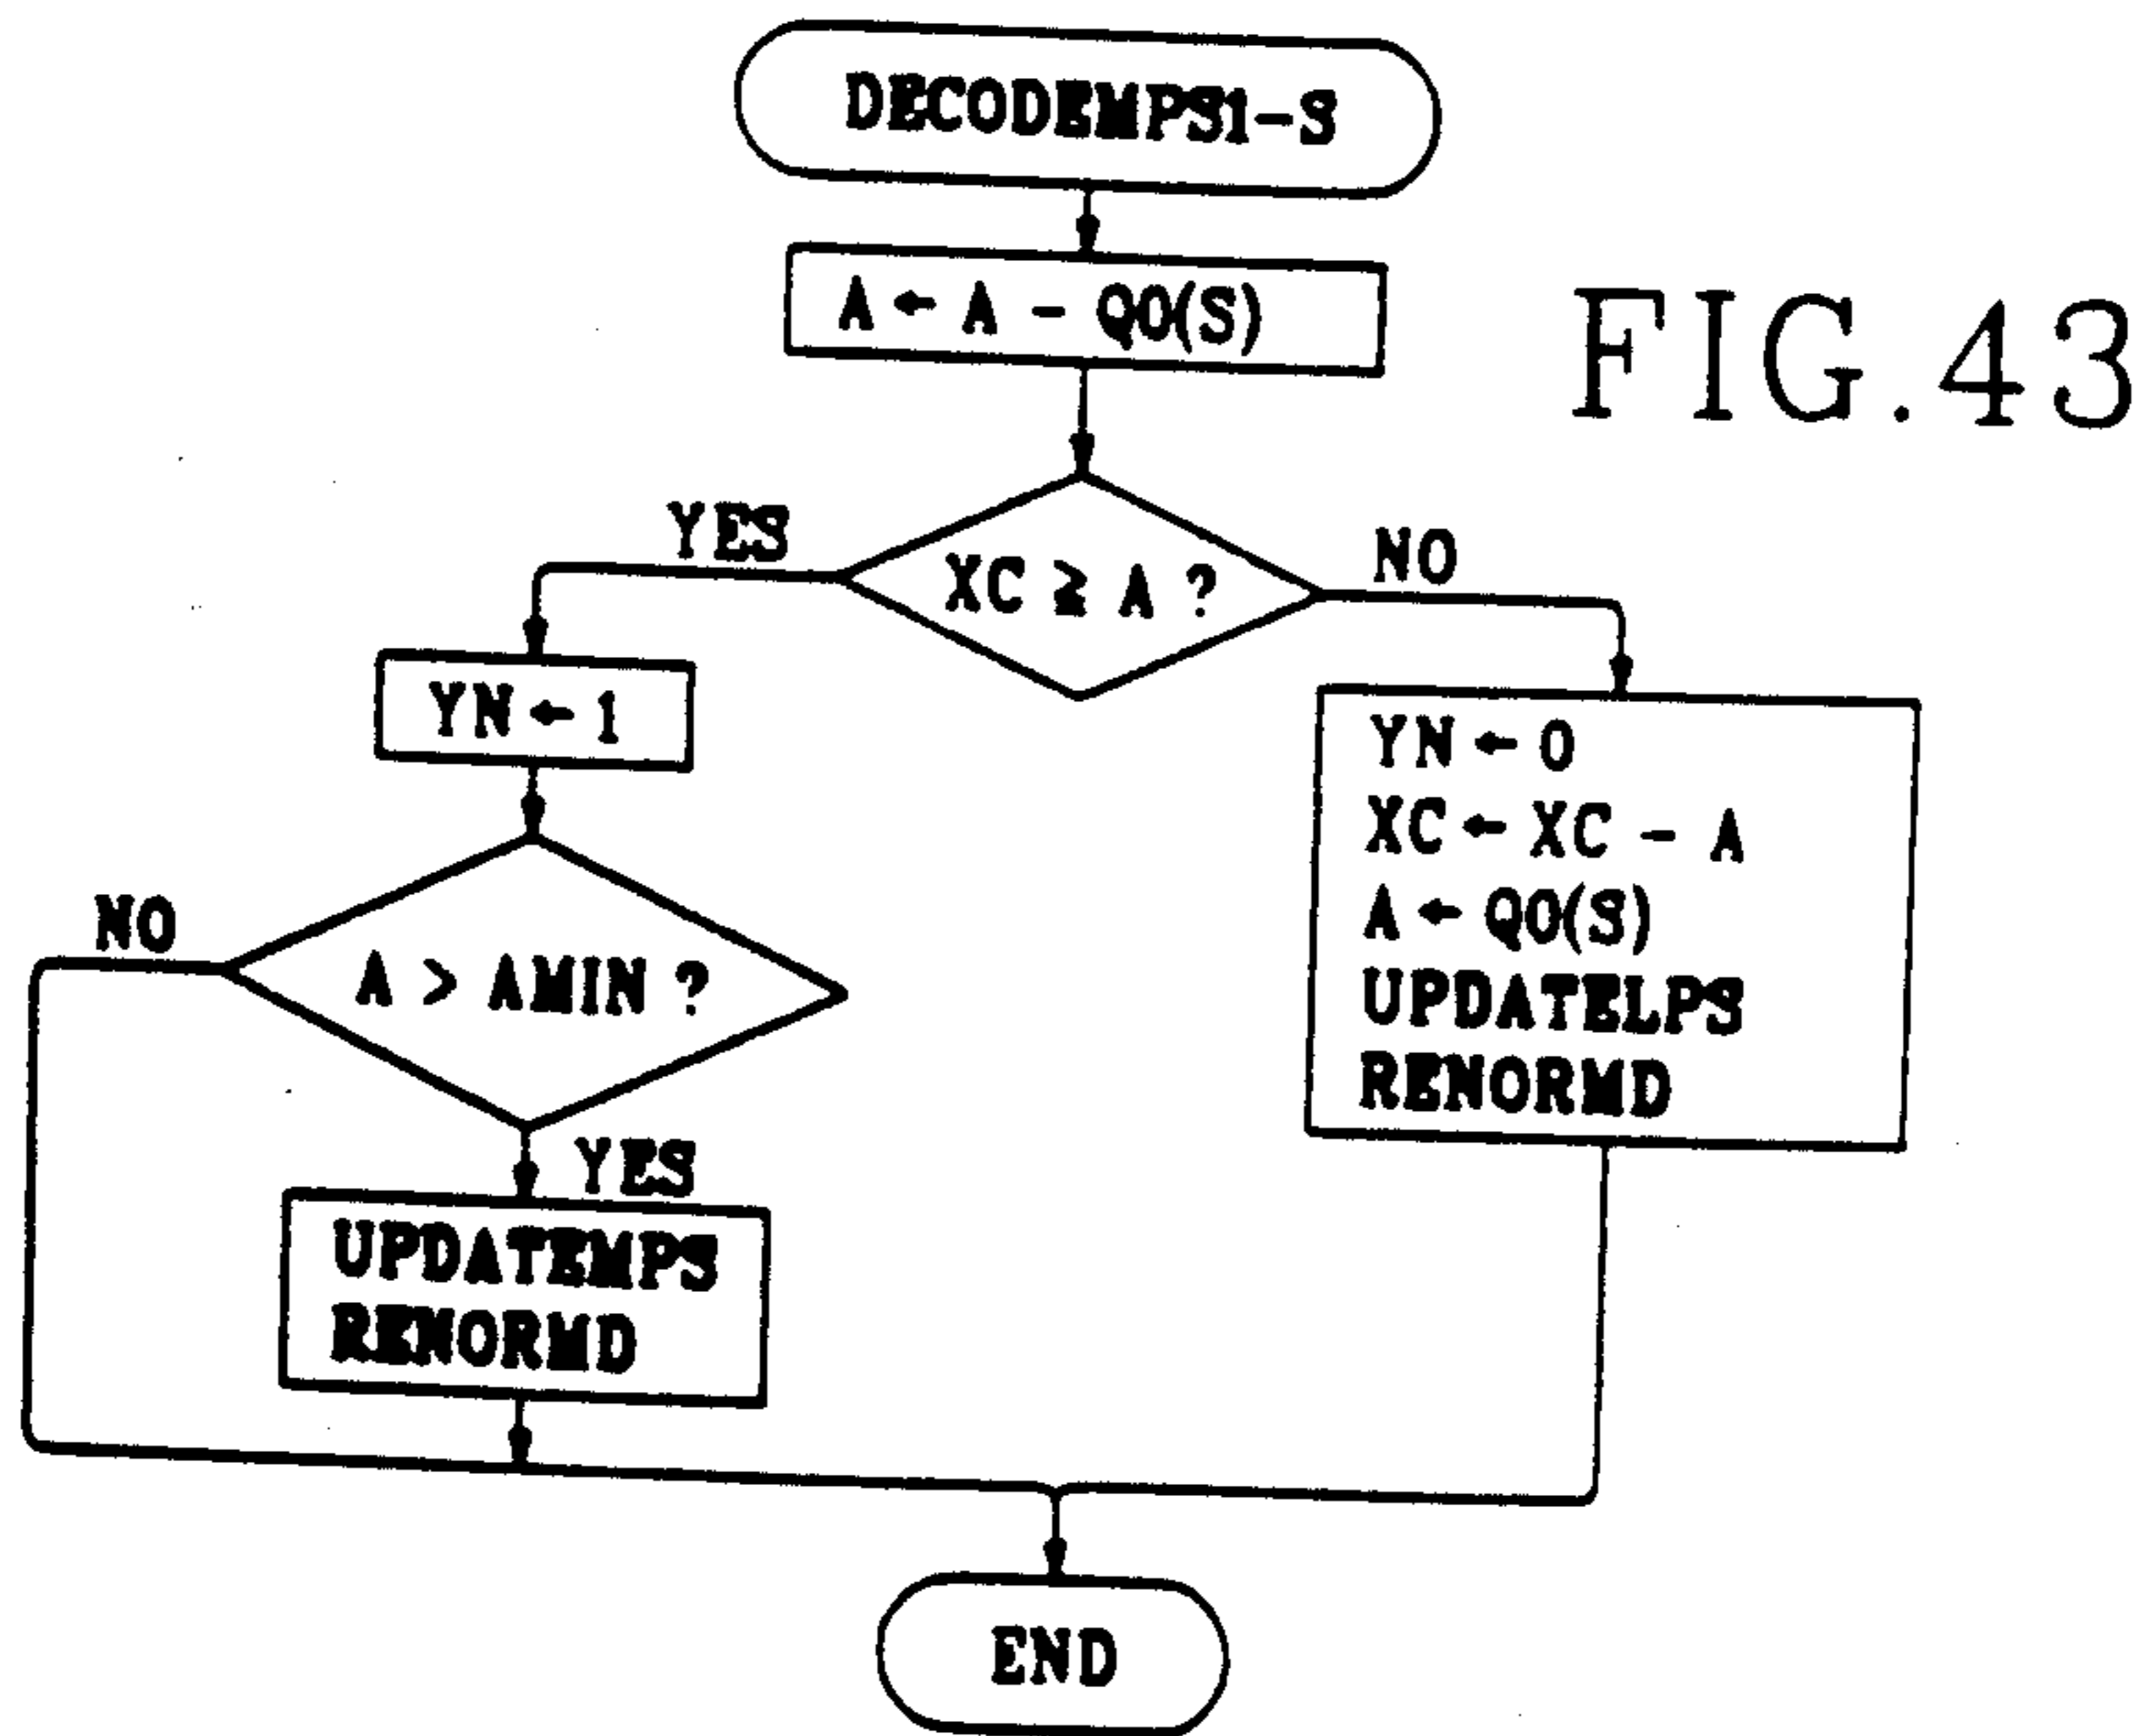 DECODEMPS1-S
A ← A - Q0(S)
FIG.43
XC ≧ A ?
YES
NO
YN ← 1
YN ← 0
XC ← XC - A
A ← Q0(S)
UPDATELPS
RENORMD
A > AMIN ?
NO
YES
UPDATEMPS
RENORMD
END